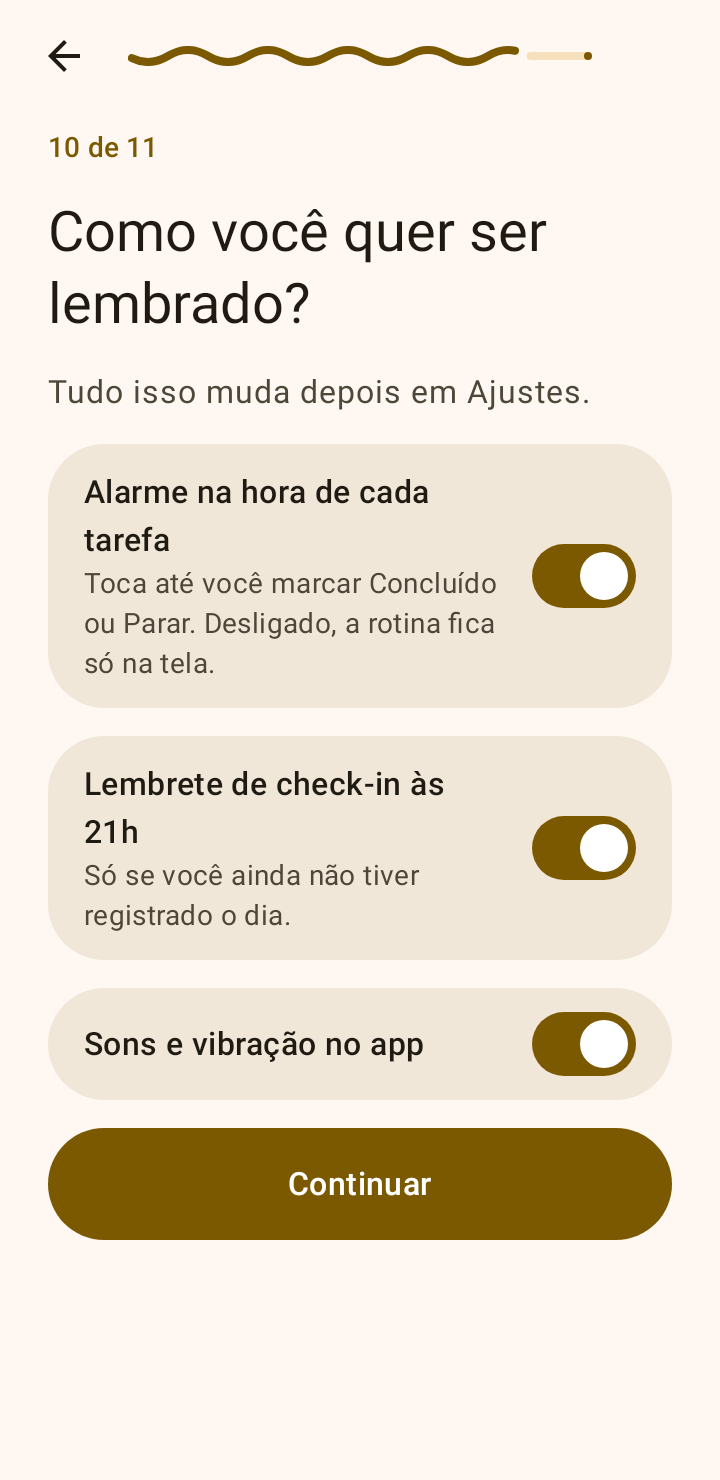 10 de 11
Como você quer ser
lembrado?
Tudo isso muda depois em Ajustes.
Alarme na hora de cada
tarefa
Toca até você marcar Concluído
ou Parar. Desligado, a rotina fica
só na tela.
Lembrete de check-in às
21h
Só se você ainda não tiver
registrado o dia.
Sons e vibração no app
Continuar